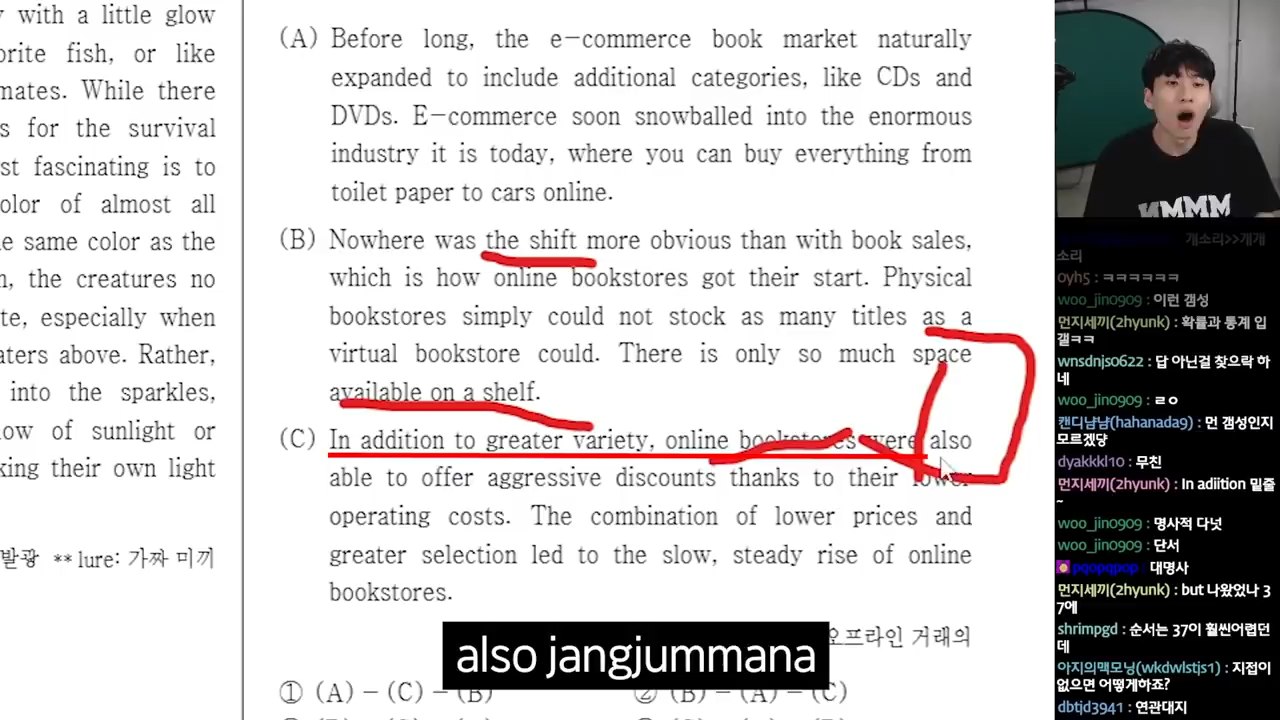 y with a little glow
orite fish, or like
mates. While there
s for the survival
st fascinating is to
olor of almost all
e same color as the
n, the creatures no
te, especially when
aters above. Rather,
into the sparkles,
low of sunlight or
king their own light
발광 ** lure: 가짜 미끼
(A) Before long, the e-commerce book market naturally
expanded to include additional categories, like CDs and
DVDs. E-commerce soon snowballed into the enormous
industry it is today, where you can buy everything from
toilet paper to cars online.
(B) Nowhere was the shift more obvious than with book sales,
which is how online bookstores got their start. Physical
bookstores simply could not stock as many titles as a
virtual bookstore could. There is only so much space
available on a shelf.
(C) In addition to greater variety, online bookstores were also
able to offer aggressive discounts thanks to their lower
operating costs. The combination of lower prices and
greater selection led to the slow, steady rise of online
bookstores.
오프라인 거래의
① (A) - (C) - (B) ② (B) - (A) - (C)
also jangjummana
NMMM
개소리>>개개
소리
oyh5 : ㅋㅋㅋㅋㅋㅋ
woo_jin0909 : 이런 갬성
먼지세끼(2hyunk) : 확률과 통계 입
갤ㅋㅋ
wnsdnjs0622 : 답 아닌걸 찾으락 하
네
woo_jin0909 : ㄹㅇ
캔디냠냠(hahanada9) : 먼 갬성인지
모르겠댱
dyakkkl10 : 무친
먼지세끼(2hyunk) : In adiition 밑줄
~
woo_jin0909 : 명사적 다넛
woo_jin0909 : 단서
pqopqpop : 대명사
먼지세끼(2hyunk) : but 나왔었나 3
7에
shrimpgd : 순서는 37이 훨씬어렵던
데
아지의맥모닝(wkdwlstjs1) : 지접이
없으면 어떻게하죠?
dbtjd3941 : 연관대지